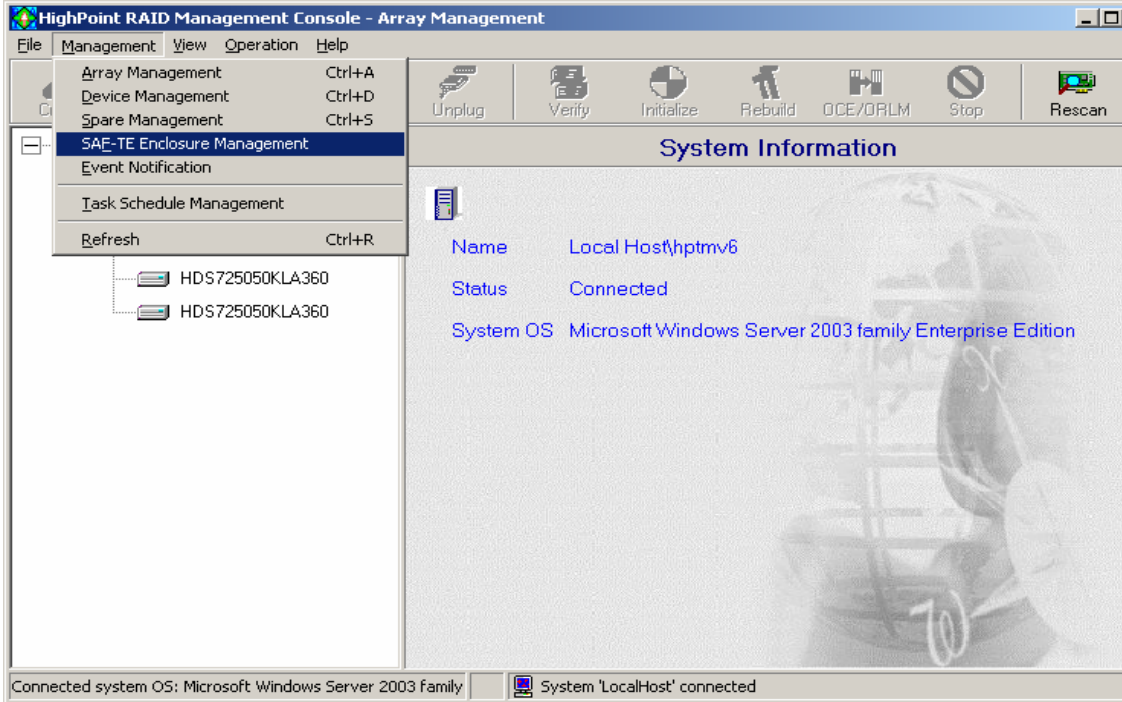 HighPoint RAID Management Console - Array Management
File Management View Operation Help
Array Management Ctrl+A
Device Management Ctrl+D
Spare Management Ctrl+S
SAF-TE Enclosure Management
Event Notification
Task Schedule Management
Refresh Ctrl+R
Unplug Verify Initialize Rebuild OCE/ORLM Stop Rescan
HDS725050KLA360
HDS725050KLA360
System Information
Name Local Host\hptmv6
Status Connected
System OS Microsoft Windows Server 2003 family Enterprise Edition
Connected system OS: Microsoft Windows Server 2003 family
System 'LocalHost' connected